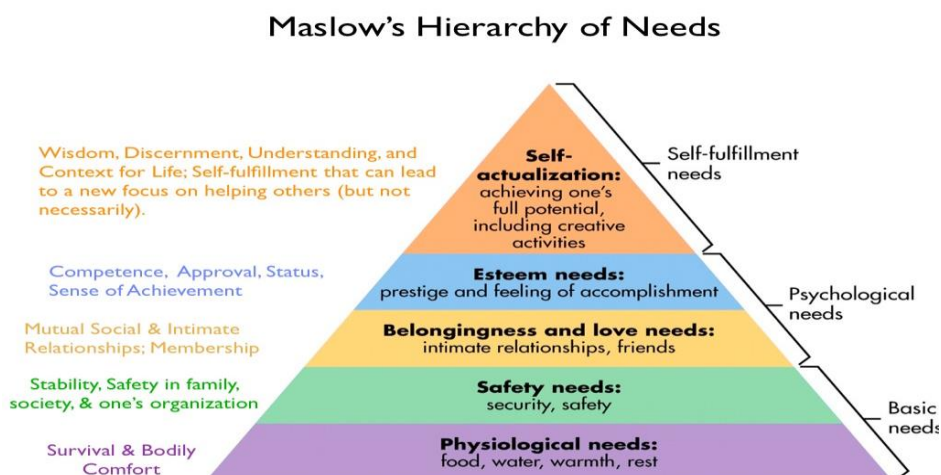 Maslow's Hierarchy of Needs
Wisdom, Discernment, Understanding, and
Context for Life; Self-fulfillment that can lead
to a new focus on helping others (but not
necessarily).
Self-
actualization:
achieving one's
full potential,
including creative
activities
Self-fulfillment
needs
Competence, Approval, Status,
Sense of Achievement
Esteem needs:
prestige and feeling of accomplishment
Psychological
needs
Mutual Social & Intimate
Relationships; Membership
Belongingness and love needs:
intimate relationships, friends
Stability, Safety in family,
society, & one's organization
Safety needs:
security, safety
Basic
needs
Survival & Bodily
Comfort
Physiological needs:
food, water, warmth, rest